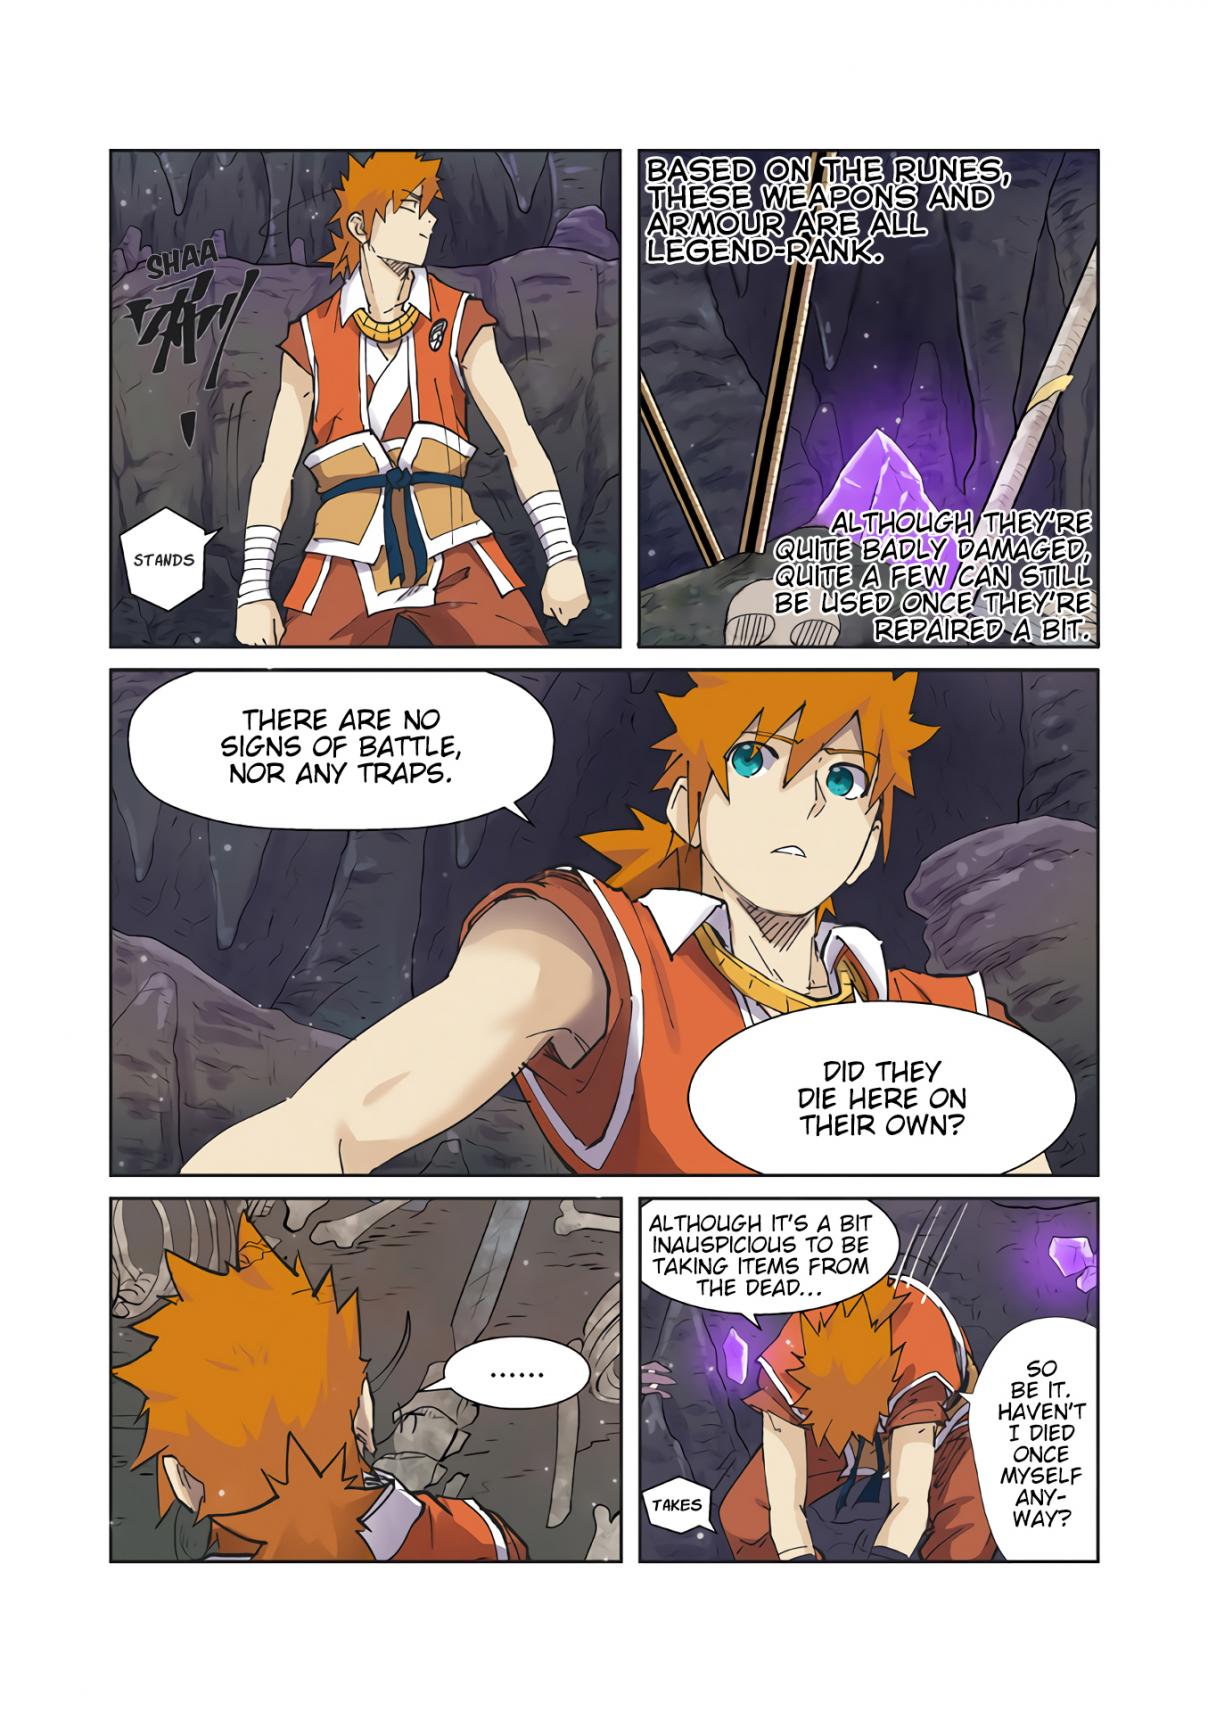 SHAA
STANDS
BASED ON THE RUNES,
THESE WEAPONS AND
ARMOUR ARE ALL
LEGEND-RANK.
ALTHOUGH THEY'RE
QUITE BADLY DAMAGED,
QUITE A FEW CAN STILL
BE USED ONCE THEY'RE
REPAIRED A BIT.
THERE ARE NO
SIGNS OF BATTLE,
NOR ANY TRAPS.
DID THEY
DIE HERE ON
THEIR OWN?
......
ALTHOUGH IT'S A BIT
INAUSPICIOUS TO BE
TAKING ITEMS FROM
THE DEAD...
TAKES
SO
BE IT.
HAVEN'T
I DIED
ONCE
MYSELF
ANY-
WAY?